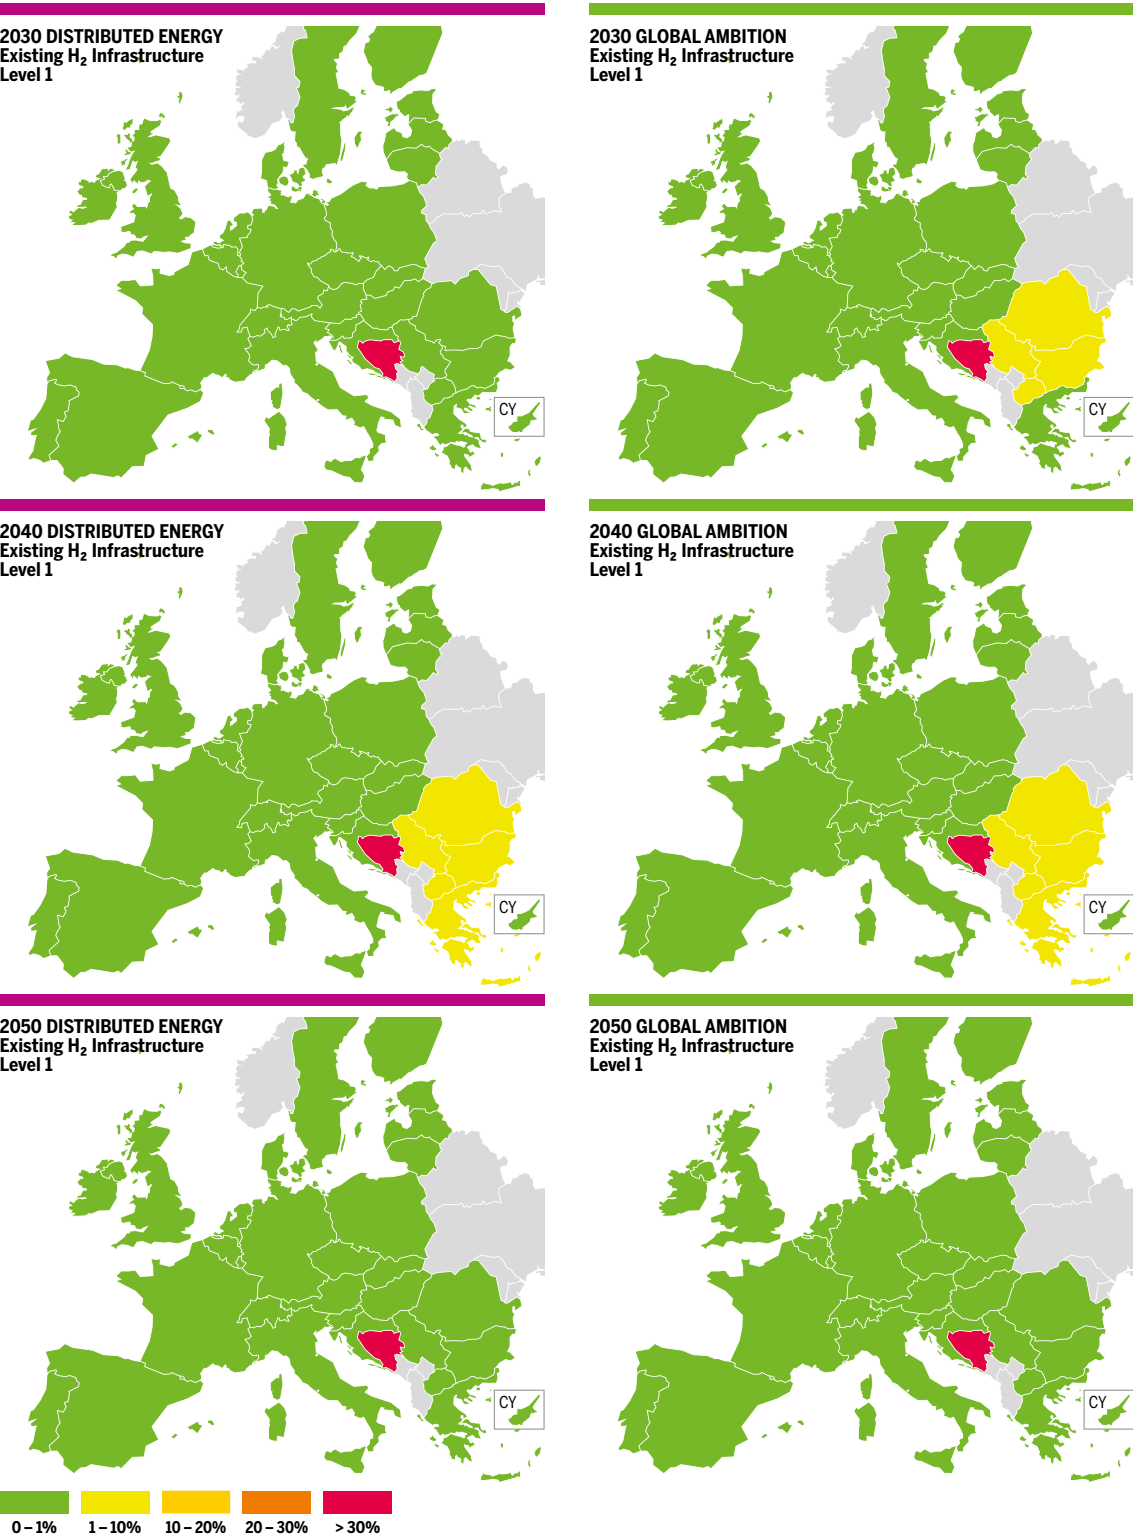 2030 DISTRIBUTED ENERGY
Existing H₂ Infrastructure
Level 1
CY
2030 GLOBAL AMBITION
Existing H₂ Infrastructure
Level 1
CY
2040 DISTRIBUTED ENERGY
Existing H₂ Infrastructure
Level 1
CY
2040 GLOBAL AMBITION
Existing H₂ Infrastructure
Level 1
CY
2050 DISTRIBUTED ENERGY
Existing H₂ Infrastructure
Level 1
CY
2050 GLOBAL AMBITION
Existing H₂ Infrastructure
Level 1
CY
0 – 1% 1 – 10% 10 – 20% 20 – 30% > 30%